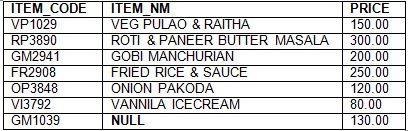 ITEM_CODE ITEM_NM PRICE
VP1029 VEG PULAO & RAITHA 150.00
RP3890 ROTI & PANEER BUTTER MASALA 300.00
GM2941 GOBI MANCHURIAN 200.00
FR2908 FRIED RICE & SAUCE 250.00
OP3848 ONION PAKODA 120.00
VI3792 VANNILA ICECREAM 80.00
GM1039 NULL 130.00